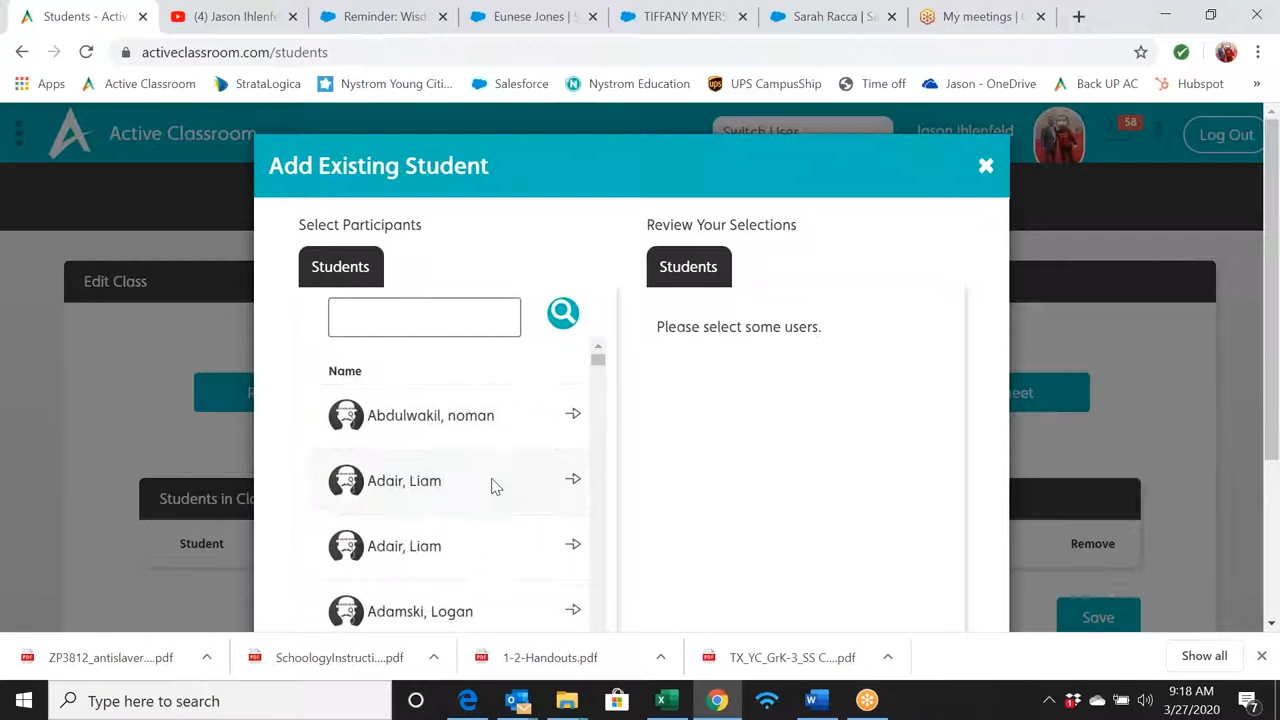 Students - Activ
(4) Jason Ihlenfel
Reminder: Wisd
Eunese Jones | S
TIFFANY MYERS
Sarah Racca | Sa
My meetings | G
activeclassroom.com/students
Apps
Active Classroom
StrataLogica
Nystrom Young Citi...
Salesforce
Nystrom Education
UPS CampusShip
Time off
Jason - OneDrive
Back UP AC
Hubspot
»
Active Classroom
Switch User
Jason Ihlenfeld
58
Log Out
Add Existing Student
Select Participants
Review Your Selections
Students
Students
Edit Class
Please select some users.
Name
Abdulwakil, noman
Adair, Liam
Adair, Liam
Adamski, Logan
Students in Cl
Student
Remove
Save
ZP3812_antislaver....pdf
SchoologyInstructi....pdf
1-2-Handouts.pdf
TX_YC_GrK-3_SS C....pdf
Show all
Type here to search
9:18 AM
3/27/2020
7